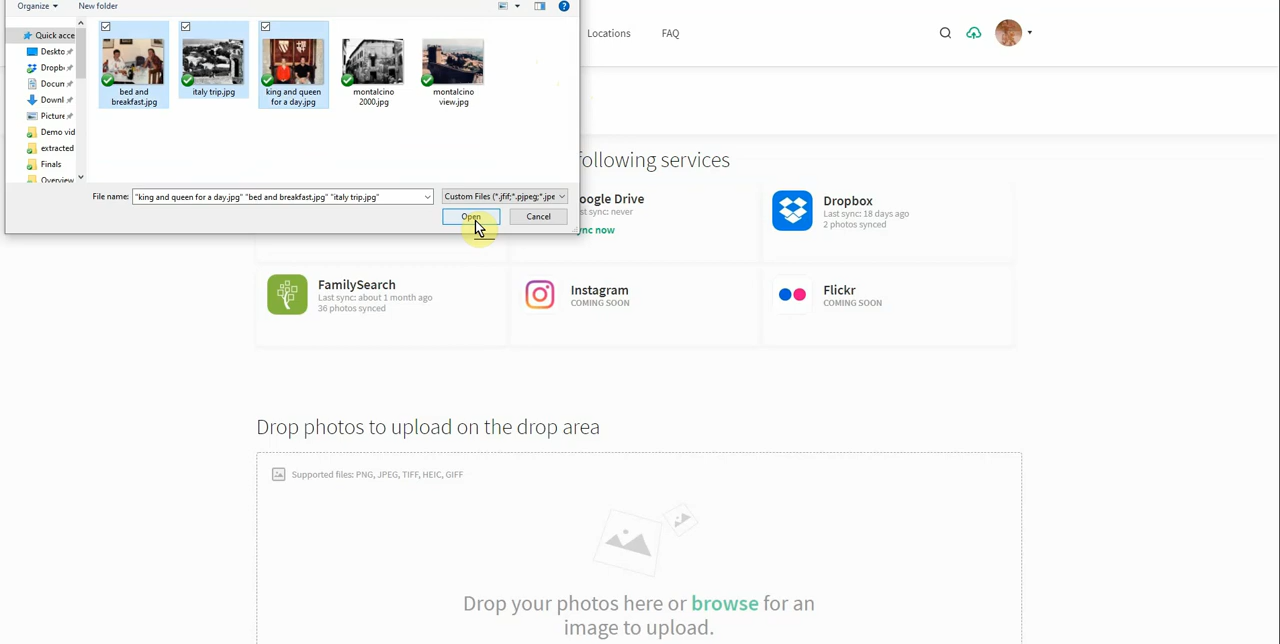 Organize
New folder
Quick acce
Deskto
Dropb
Docun
Downl
Picture
Demo vid
extracted
Finals
Overview
bed and
breakfast.jpg
italy trip.jpg
king and queen
for a day.jpg
montalcino
2000.jpg
montalcino
view.jpg
File name:
"king and queen for a day.jpg" "bed and breakfast.jpg" "italy trip.jpg"
Custom Files (*.jfif;*.pjpeg;*.jpe
Open
Cancel
Locations
FAQ
following services
oogle Drive
st sync: never
nc now
Dropbox
Last sync: 18 days ago
2 photos synced
FamilySearch
Last sync: about 1 month ago
36 photos synced
Instagram
COMING SOON
Flickr
COMING SOON
Drop photos to upload on the drop area
Supported files: PNG, JPEG, TIFF, HEIC, GIFF
Drop your photos here or browse for an
image to upload.